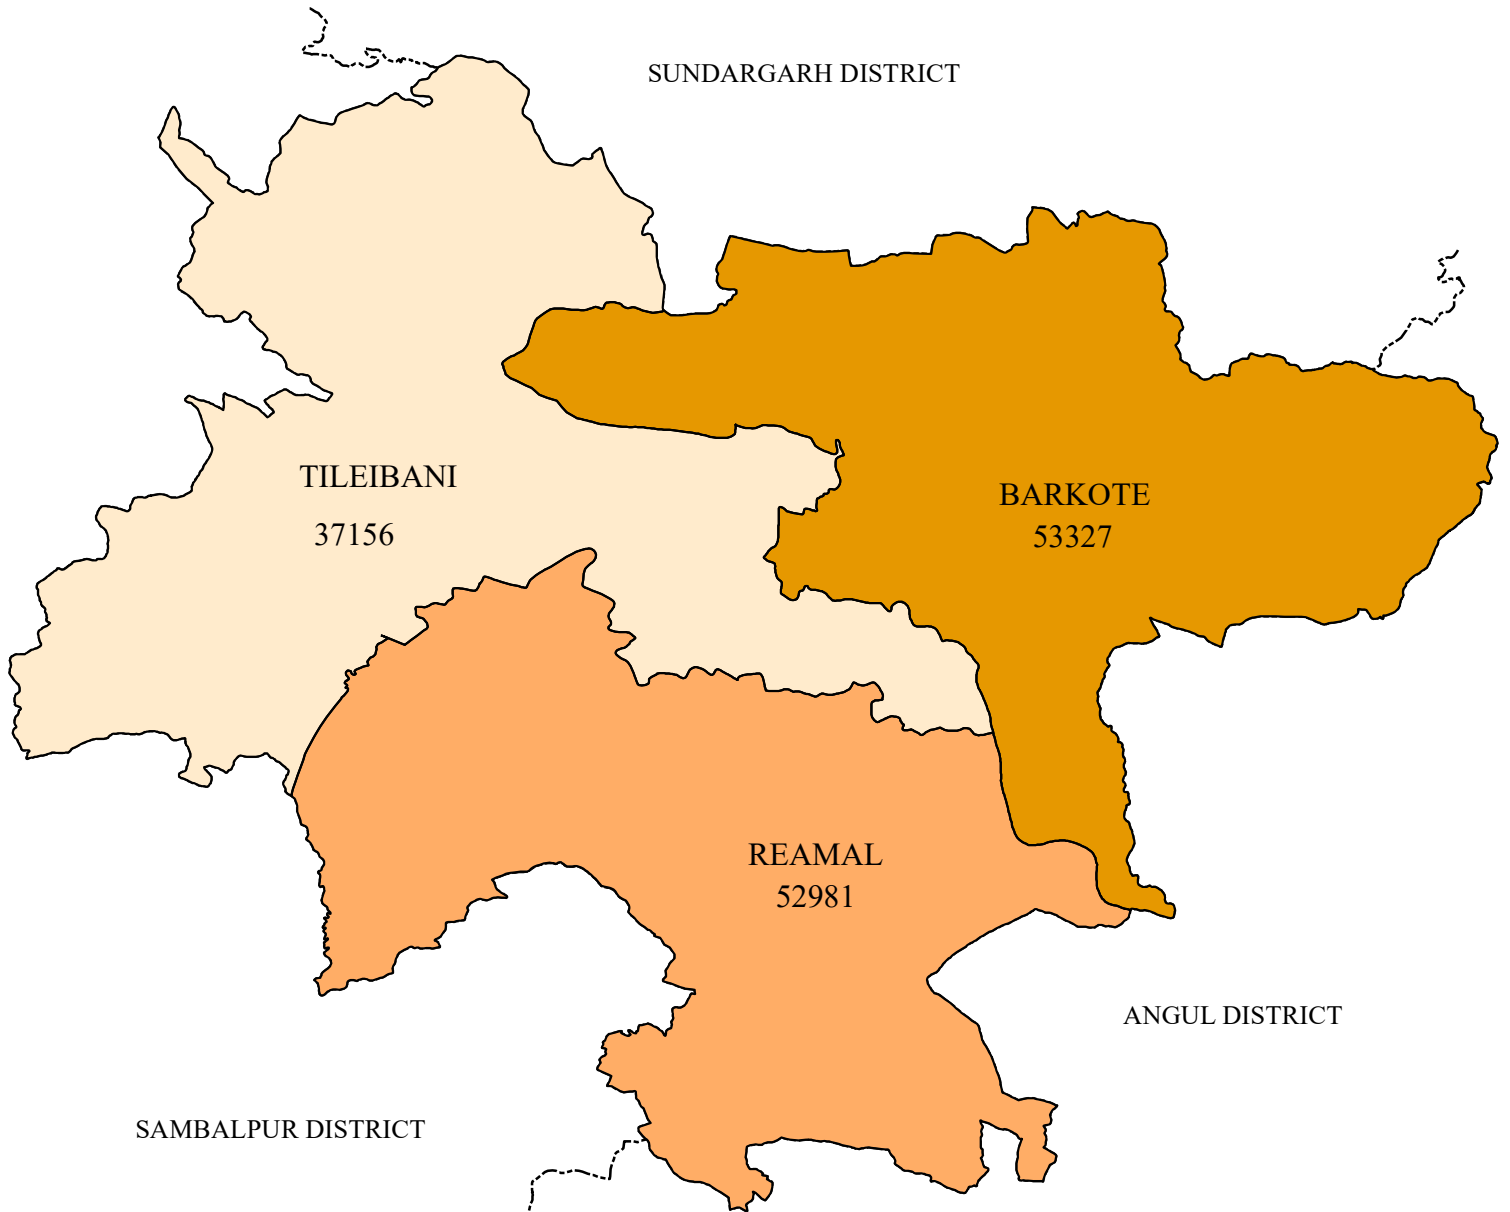 SUNDARGARH DISTRICT
TILEIBANI
37156
BARKOTE
53327
REAMAL
52981
ANGUL DISTRICT
SAMBALPUR DISTRICT